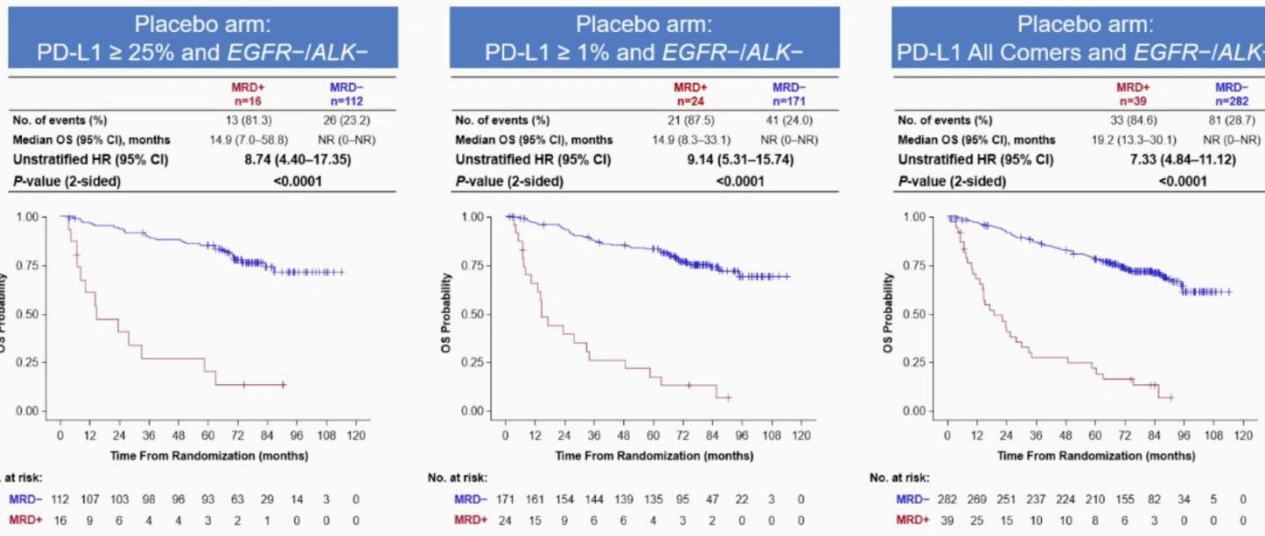 Placebo arm:
PD-L1 ≥ 25% and EGFR−/ALK−
MRD+ MRD−
n=16 n=112
No. of events (%) 13 (81.3) 26 (23.2)
Median OS (95% CI), months 14.9 (7.0–58.8) NR (0–NR)
Unstratified HR (95% CI) 8.74 (4.40–17.35)
P-value (2-sided) <0.0001
OS Probability
1.00
0.75
0.50
0.25
0.00
0 12 24 36 48 60 72 84 96 108 120
Time From Randomization (months)
. at risk:
MRD− 112 107 103 98 96 93 63 29 14 3 0
MRD+ 16 9 6 4 4 3 2 1 0 0 0
Placebo arm:
PD-L1 ≥ 1% and EGFR−/ALK−
MRD+ MRD−
n=24 n=171
No. of events (%) 21 (87.5) 41 (24.0)
Median OS (95% CI), months 14.9 (8.3–33.1) NR (0–NR)
Unstratified HR (95% CI) 9.14 (5.31–15.74)
P-value (2-sided) <0.0001
OS Probability
1.00
0.75
0.50
0.25
0.00
0 12 24 36 48 60 72 84 96 108 120
Time From Randomization (months)
No. at risk:
MRD− 171 161 154 144 139 135 95 47 22 3 0
MRD+ 24 15 9 6 6 4 3 2 0 0 0
Placebo arm:
PD-L1 All Comers and EGFR−/ALK−
MRD+ MRD−
n=39 n=282
No. of events (%) 33 (84.6) 81 (28.7)
Median OS (95% CI), months 19.2 (13.3–30.1) NR (0–NR)
Unstratified HR (95% CI) 7.33 (4.84–11.12)
P-value (2-sided) <0.0001
OS Probability
1.00
0.75
0.50
0.25
0.00
0 12 24 36 48 60 72 84 96 108 120
Time From Randomization (months)
No. at risk:
MRD− 282 269 251 237 224 210 155 82 34 5 0
MRD+ 39 25 15 10 10 8 6 3 0 0 0